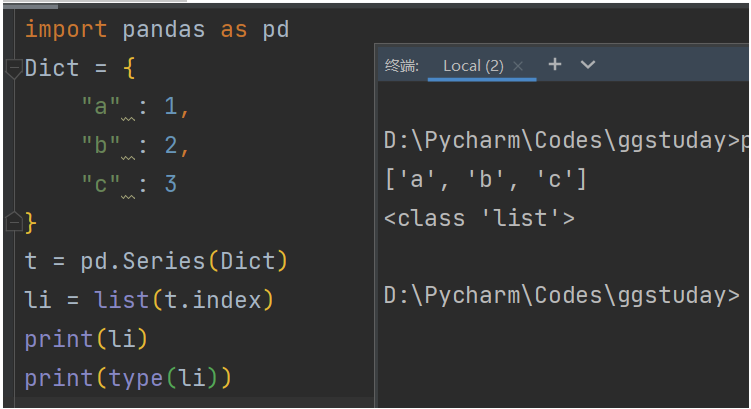 import pandas as pd
Dict = {
"a" : 1,
"b" : 2,
"c" : 3
}
t = pd.Series(Dict)
li = list(t.index)
print(li)
print(type(li))
终端: Local (2) × +
D:\Pycharm\Codes\ggstuday>p
['a', 'b', 'c']
<class 'list'>
D:\Pycharm\Codes\ggstuday>